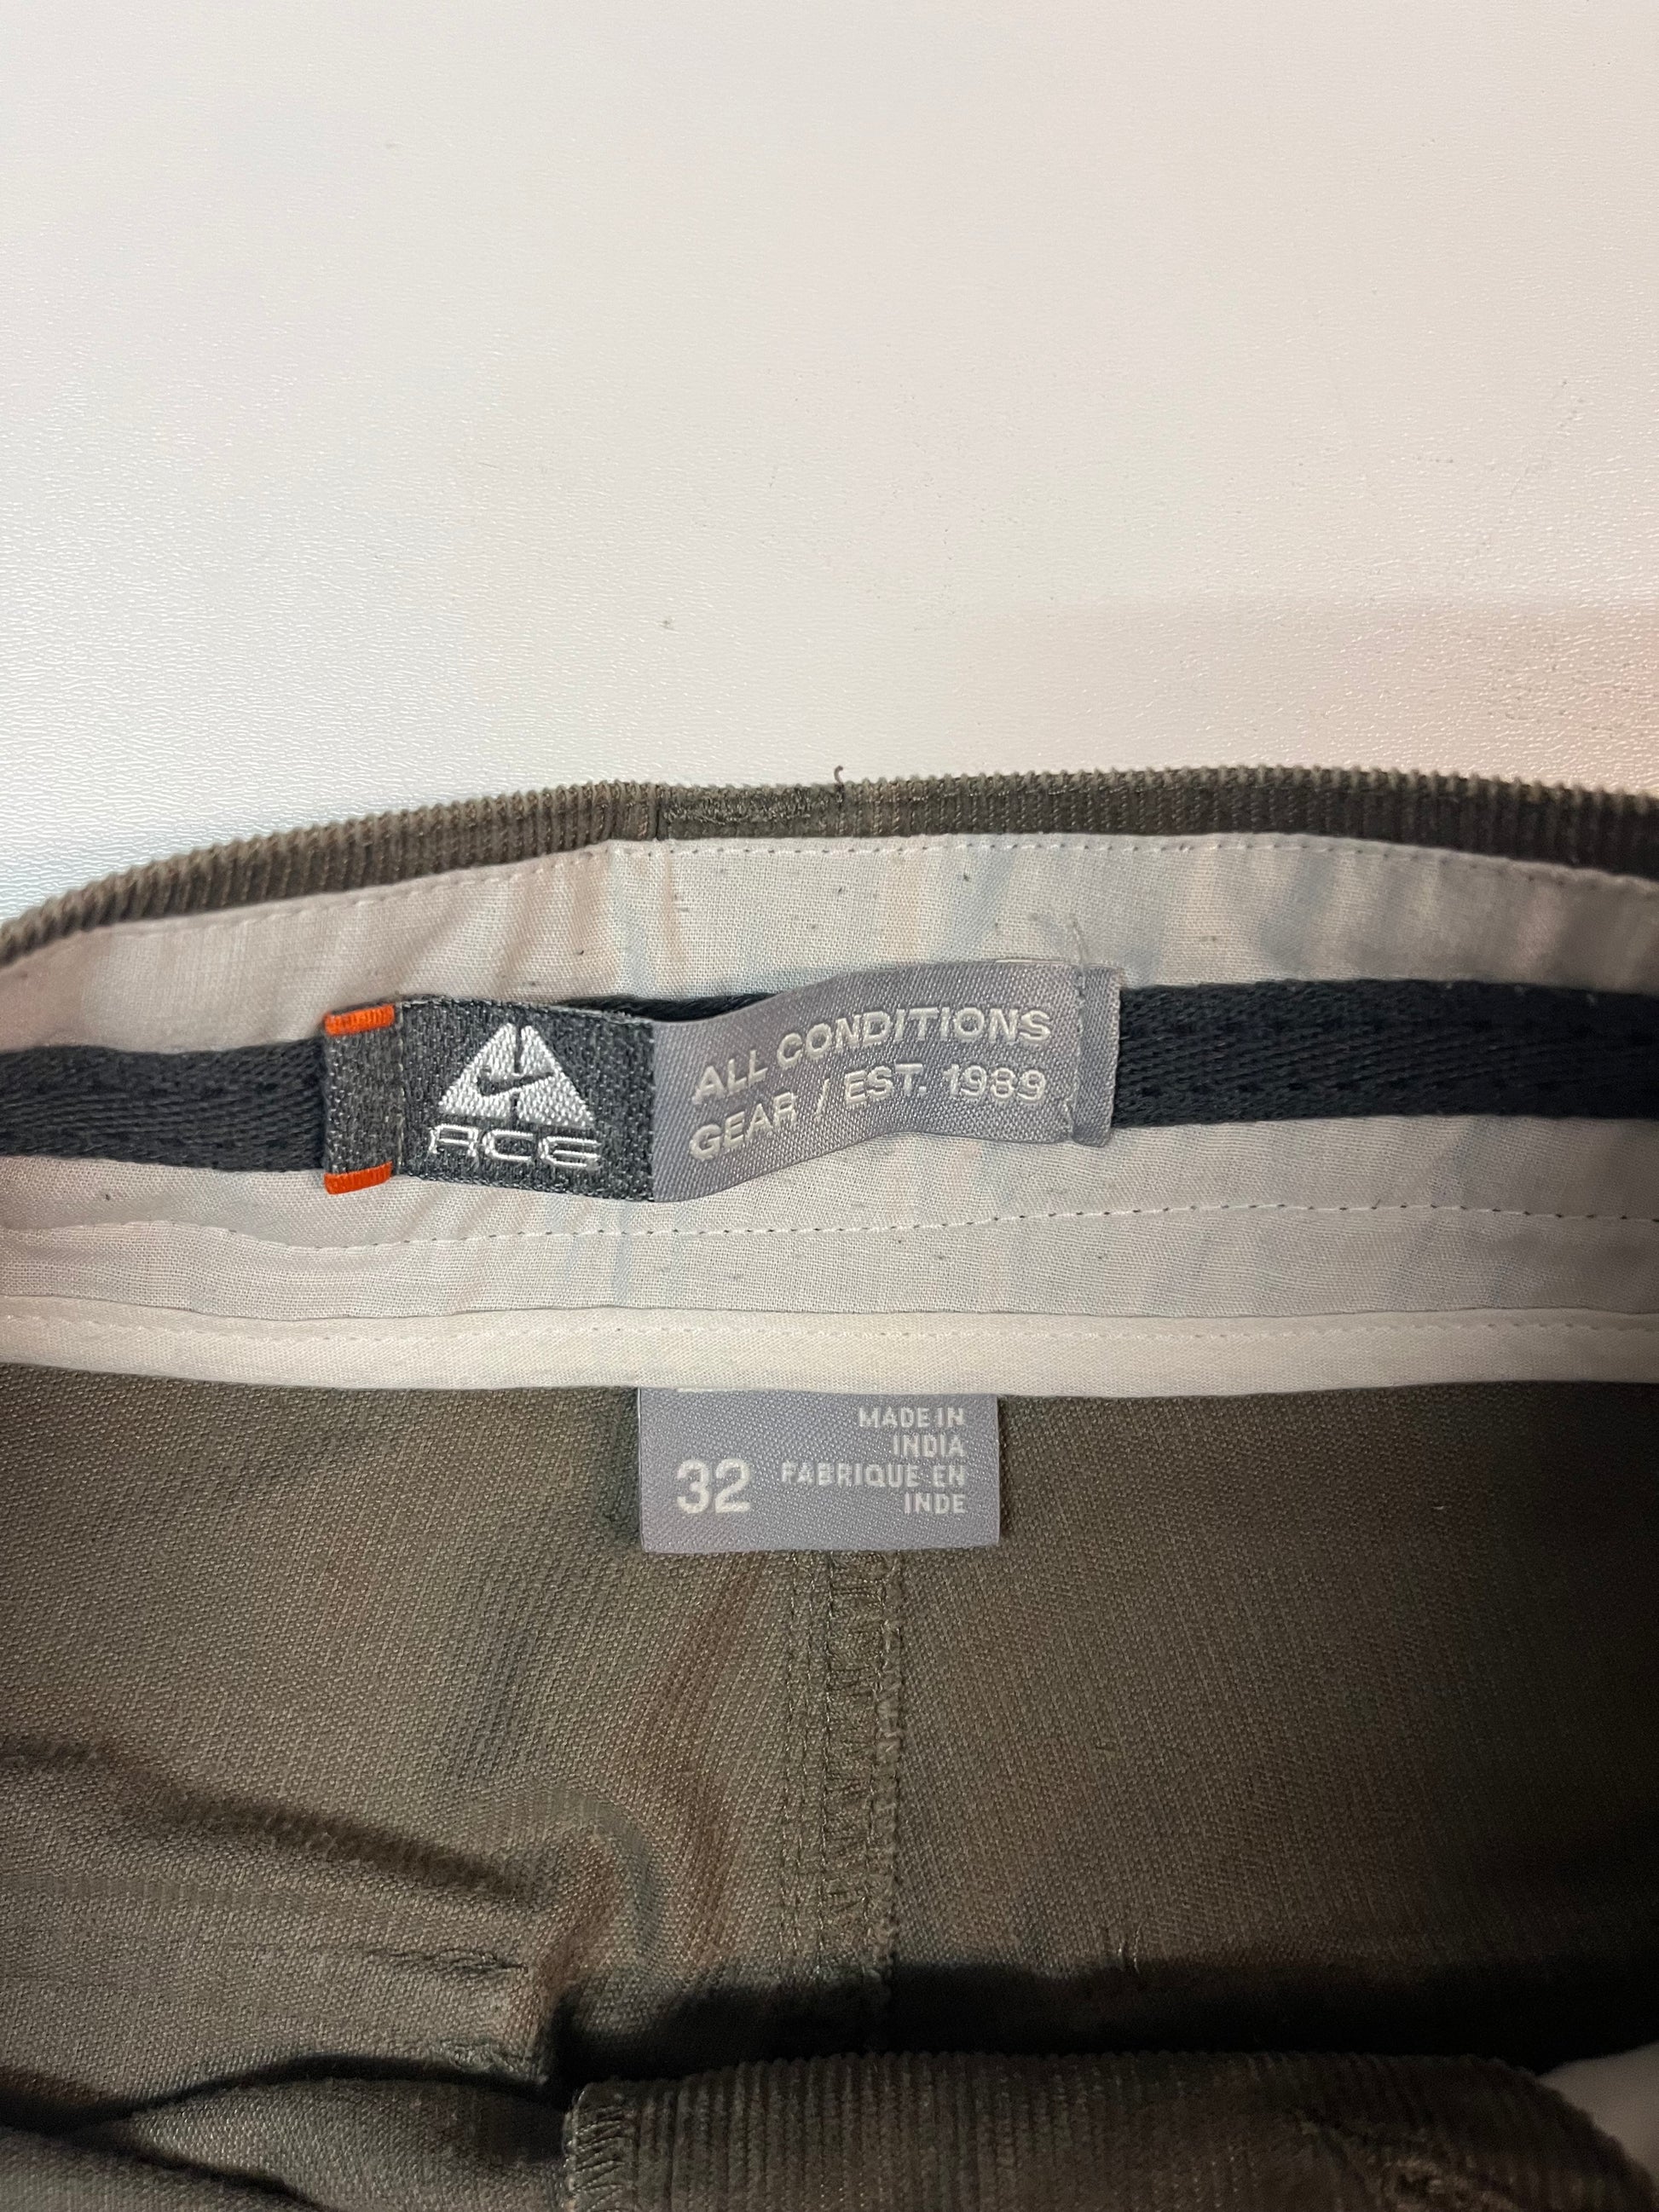 ACG
ALL CONDITIONS
GEAR / EST. 1989
32
MADE IN
INDIA
FABRIQUE EN
INDE